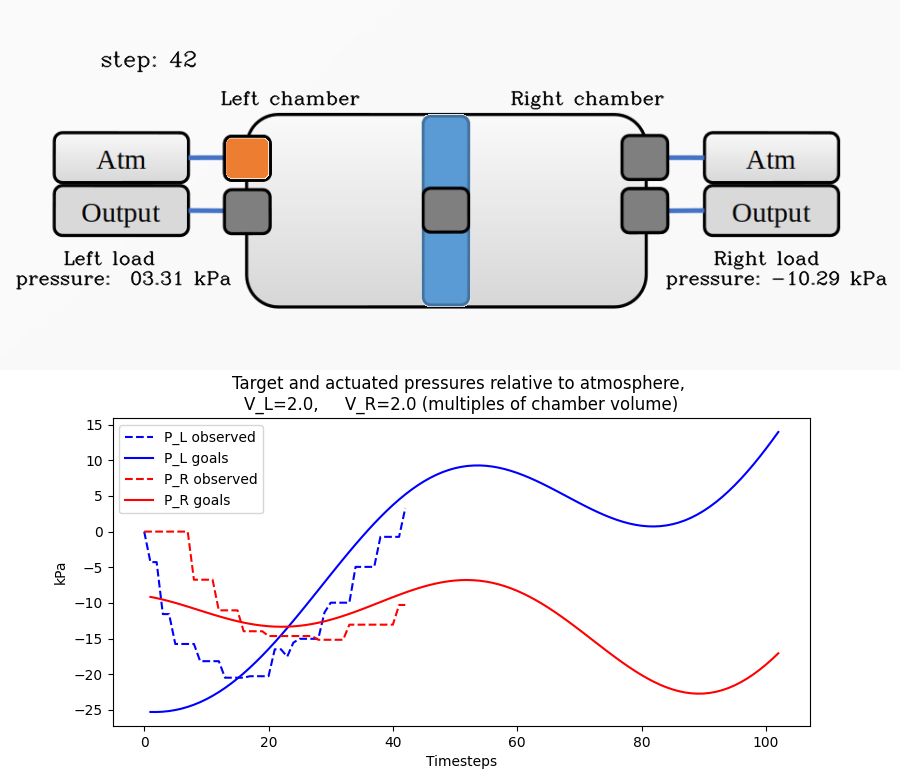 step: 42
Left chamber
Right chamber
Atm
Atm
Output
Output
Left load
pressure:  03.31 kPa
Right load
pressure: −10.29 kPa
Target and actuated pressures relative to atmosphere,
V_L=2.0,     V_R=2.0 (multiples of chamber volume)
P_L observed
P_L goals
P_R observed
P_R goals
15
10
5
0
−5
−10
−15
−20
−25
kPa
0
20
40
60
80
100
Timesteps